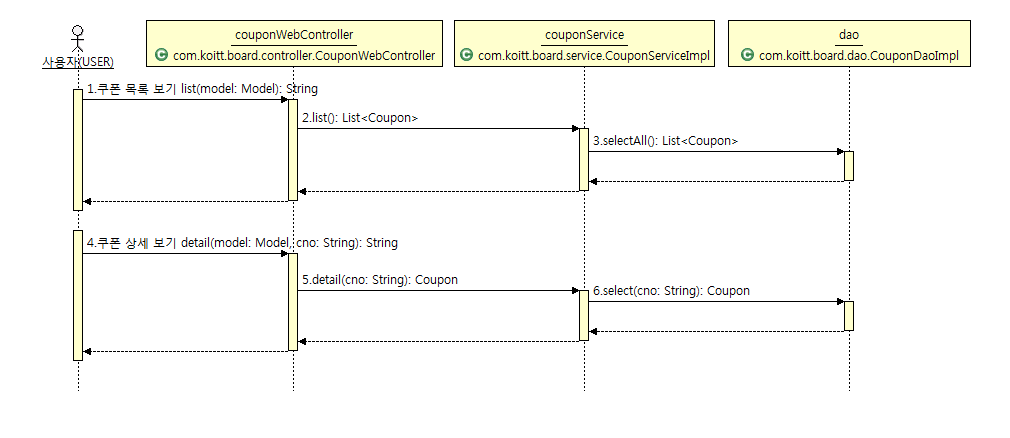 couponWebController
com.koitt.board.controller.CouponWebController
couponService
com.koitt.board.service.CouponServiceImpl
dao
com.koitt.board.dao.CouponDaoImpl
사용자(USER)
1.쿠폰 목록 보기 list(model: Model): String
2.list(): List<Coupon>
3.selectAll(): List<Coupon>
4.쿠폰 상세 보기 detail(model: Model, cno: String): String
5.detail(cno: String): Coupon
6.select(cno: String): Coupon